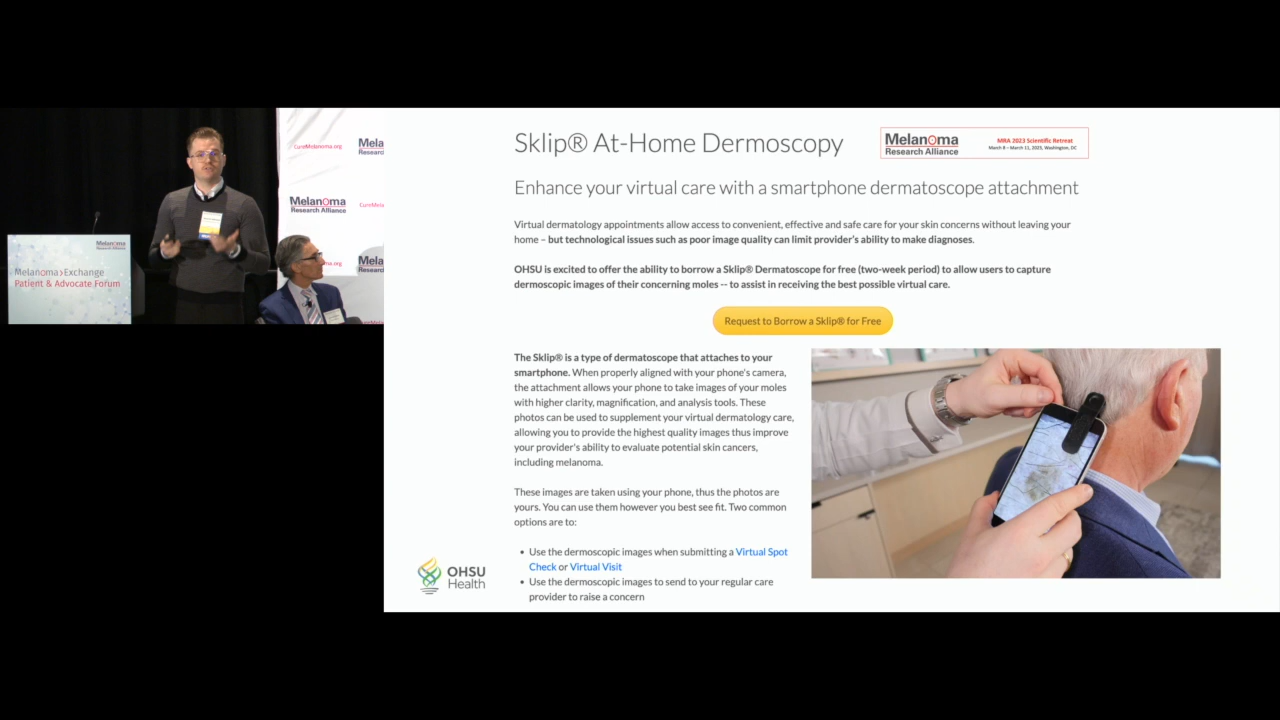 CureMelanoma.org
Mela
Resear
Melanoma
Research Alliance
CureMela
ma.org
Mela
Resear
Melanoma
Research Alliance
Melanoma>Exchange
Patient & Advocate Forum
Sklip® At-Home Dermoscopy
Melanoma
Research Alliance
MRA 2023 Scientific Retreat
March 8 – March 11, 2023, Washington, DC
Enhance your virtual care with a smartphone dermatoscope attachment
Virtual dermatology appointments allow access to convenient, effective and safe care for your skin concerns without leaving your
home – but technological issues such as poor image quality can limit provider's ability to make diagnoses.
OHSU is excited to offer the ability to borrow a Sklip® Dermatoscope for free (two-week period) to allow users to capture
dermoscopic images of their concerning moles -- to assist in receiving the best possible virtual care.
Request to Borrow a Sklip® for Free
The Sklip® is a type of dermatoscope that attaches to your
smartphone. When properly aligned with your phone's camera,
the attachment allows your phone to take images of your moles
with higher clarity, magnification, and analysis tools. These
photos can be used to supplement your virtual dermatology care,
allowing you to provide the highest quality images thus improve
your provider's ability to evaluate potential skin cancers,
including melanoma.
These images are taken using your phone, thus the photos are
yours. You can use them however you best see fit. Two common
options are to:
• Use the dermoscopic images when submitting a Virtual Spot
Check or Virtual Visit
• Use the dermoscopic images to send to your regular care
provider to raise a concern
OHSU
Health